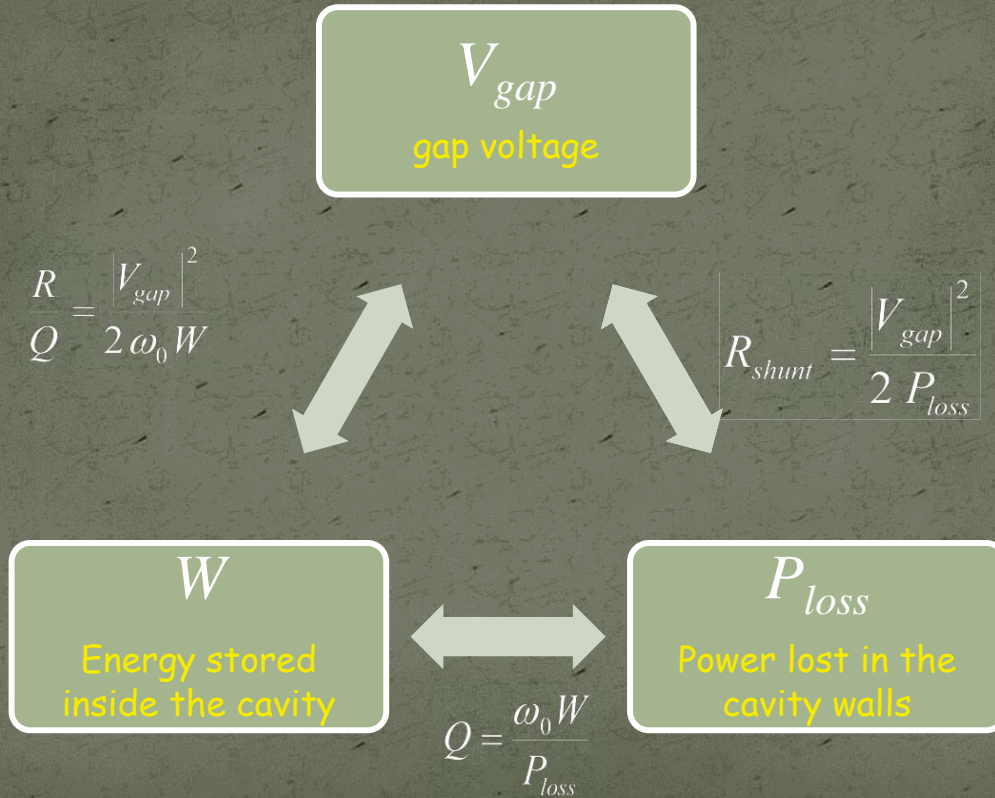 V_gap
gap voltage
R/Q = |V_gap|^2 / 2 ω_0 W
R_shunt = |V_gap|^2 / 2 P_loss
W
Energy stored
inside the cavity
P_loss
Power lost in the
cavity walls
Q = ω_0 W / P_loss